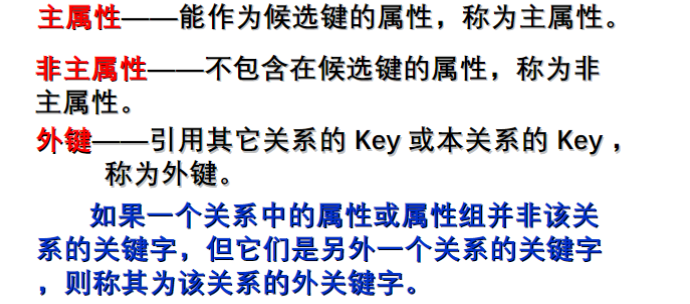 主属性——能作为候选键的属性，称为主属性。
非主属性——不包含在候选键的属性，称为非
主属性。
外键——引用其它关系的 Key 或本关系的 Key ，
称为外键。
如果一个关系中的属性或属性组并非该关
系的关键字，但它们是另外一个关系的关键字
，则称其为该关系的外关键字。